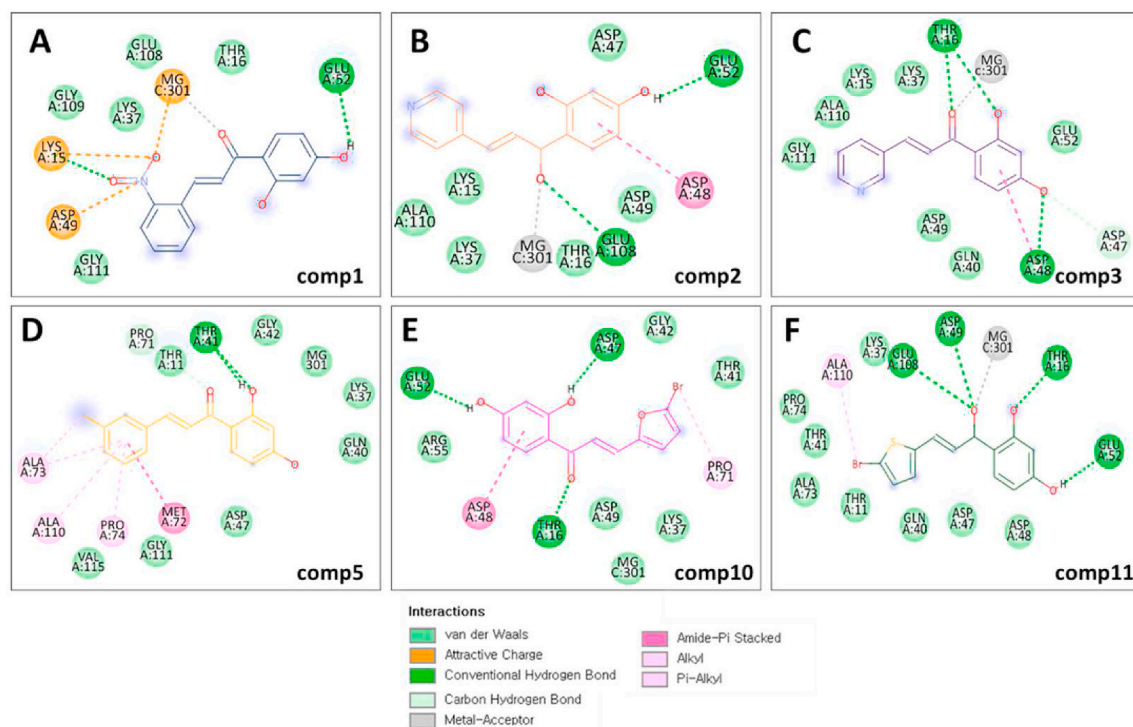 A
GLU
A:108
THR
A:16
MG
C:301
GLU
A:52
GLY
A:109
LYS
A:37
LYS
A:15
ASP
A:49
GLY
A:111
O
H
O
O
N
O
O
comp1
B
ASP
A:47
GLU
A:52
N
O
O
H
O
LYS
A:15
ALA
A:110
LYS
A:37
MG
C:301
THR
A:16
GLU
A:108
ASP
A:49
ASP
A:48
comp2
C
THR
A:16
MG
C:301
LYS
A:15
LYS
A:37
ALA
A:110
GLY
A:111
GLU
A:52
O
O
N
O
ASP
A:49
GLN
A:40
ASP
A:48
ASP
A:47
comp3
D
PRO
A:71
THR
A:11
THR
A:41
GLY
A:42
MG
301
LYS
A:37
GLN
A:40
H
O
O
O
ALA
A:73
ALA
A:110
PRO
A:74
MET
A:72
ASP
A:47
VAL
A:115
GLY
A:111
comp5
E
ASP
A:47
GLY
A:42
THR
A:41
GLU
A:52
H
O
H
O
Br
O
O
ARG
A:55
PRO
A:71
ASP
A:48
THR
A:16
ASP
A:49
LYS
A:37
MG
C:301
comp10
F
ASP
A:49
MG
C:301
LYS
A:37
GLU
A:108
THR
A:16
ALA
A:110
PRO
A:74
THR
A:41
ALA
A:73
THR
A:11
GLN
A:40
ASP
A:47
ASP
A:48
GLU
A:52
O
O
S
Br
O
H
comp11
Interactions
van der Waals
Attractive Charge
Conventional Hydrogen Bond
Carbon Hydrogen Bond
Metal-Acceptor
Amide-Pi Stacked
Alkyl
Pi-Alkyl